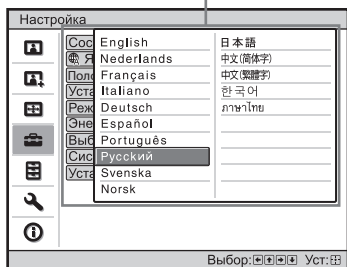 Настройка
English
Nederlands
Français
Italiano
Deutsch
Español
Português
Русский
Svenska
Norsk
日本語
中文(简体字)
中文(繁體字)
한국어
ภาษาไทย
Выбор: Уст: